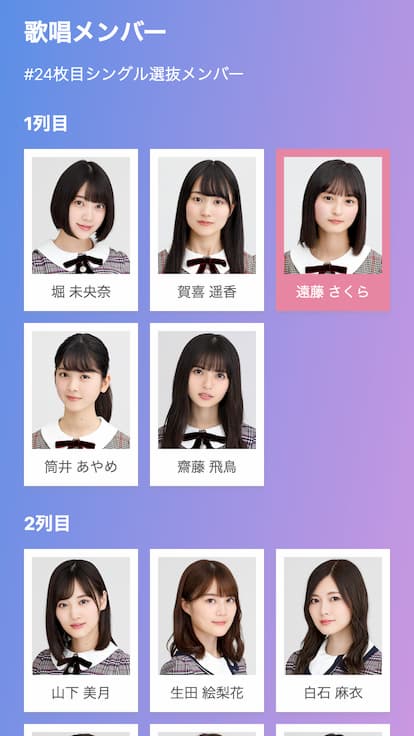 歌唱メンバー
#24枚目シングル選抜メンバー
1列目
堀 未央奈
賀喜 遥香
遠藤 さくら
筒井 あやめ
齋藤 飛鳥
2列目
山下 美月
生田 絵梨花
白石 麻衣